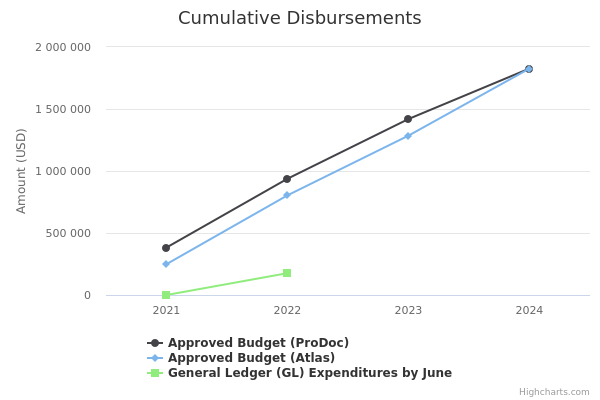 Cumulative Disbursements
Amount (USD)
2 000 000
1 500 000
1 000 000
500 000
0
2021 2022 2023 2024
Approved Budget (ProDoc)
Approved Budget (Atlas)
General Ledger (GL) Expenditures by June
Highcharts.com